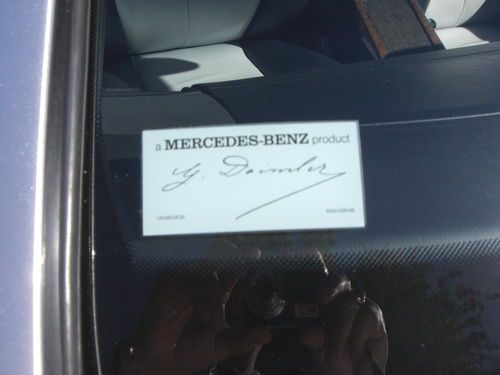 a MERCEDES-BENZ product
G. Daimler